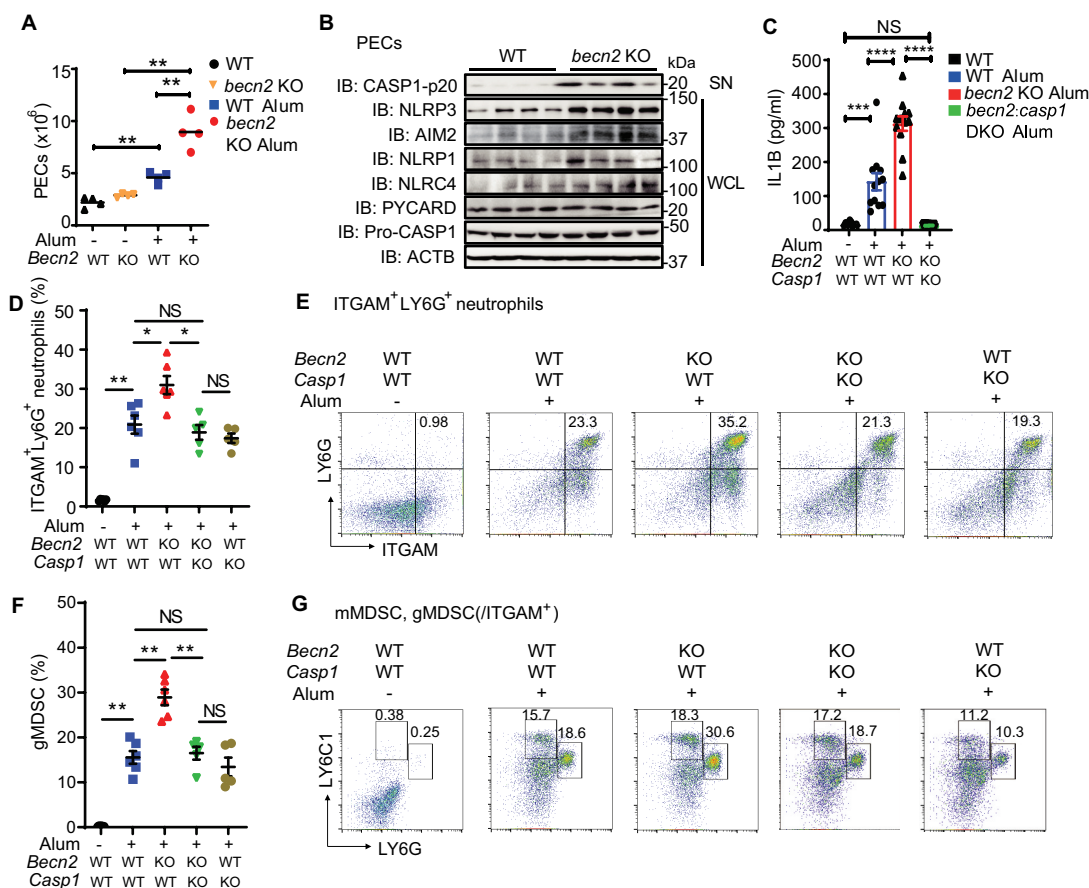 A
PECs (x10⁶)
15
10
5
0
**
**
**
WT
becn2 KO
WT Alum
becn2
KO Alum
Alum - - + +
Becn2 WT KO WT KO
B
PECs
WT becn2 KO
kDa
IB: CASP1-p20 20 SN
150
IB: NLRP3
IB: AIM2 37
IB: NLRP1 100
IB: NLRC4 100 WCL
IB: PYCARD 20
50
IB: Pro-CASP1
IB: ACTB 37
C
NS
**** ****
***
IL1B (pg/ml)
500
400
300
200
100
0
WT
WT Alum
becn2 KO Alum
becn2:casp1
DKO Alum
Alum - + + +
Becn2 WT WT KO KO
Casp1 WT WT WT KO
D
ITGAM⁺Ly6G⁺ neutrophils (%)
50
40
30
20
10
0
NS
* *
** NS
Alum - + + + +
Becn2 WT WT KO KO WT
Casp1 WT WT WT KO KO
E ITGAM⁺LY6G⁺ neutrophils
Becn2 WT WT KO KO WT
Casp1 WT WT WT KO KO
Alum - + + + +
0.98 23.3 35.2 21.3 19.3
LY6G
ITGAM
F
gMDSC (%)
50
40
30
20
10
0
NS
** **
** NS
Alum - + + + +
Becn2 WT WT KO KO WT
Casp1 WT WT WT KO KO
G mMDSC, gMDSC(/ITGAM⁺)
Becn2 WT WT KO KO WT
Casp1 WT WT WT KO KO
Alum - + + + +
0.38 15.7 18.3 17.2 11.2
0.25 18.6 30.6 18.7 10.3
LY6C1
LY6G